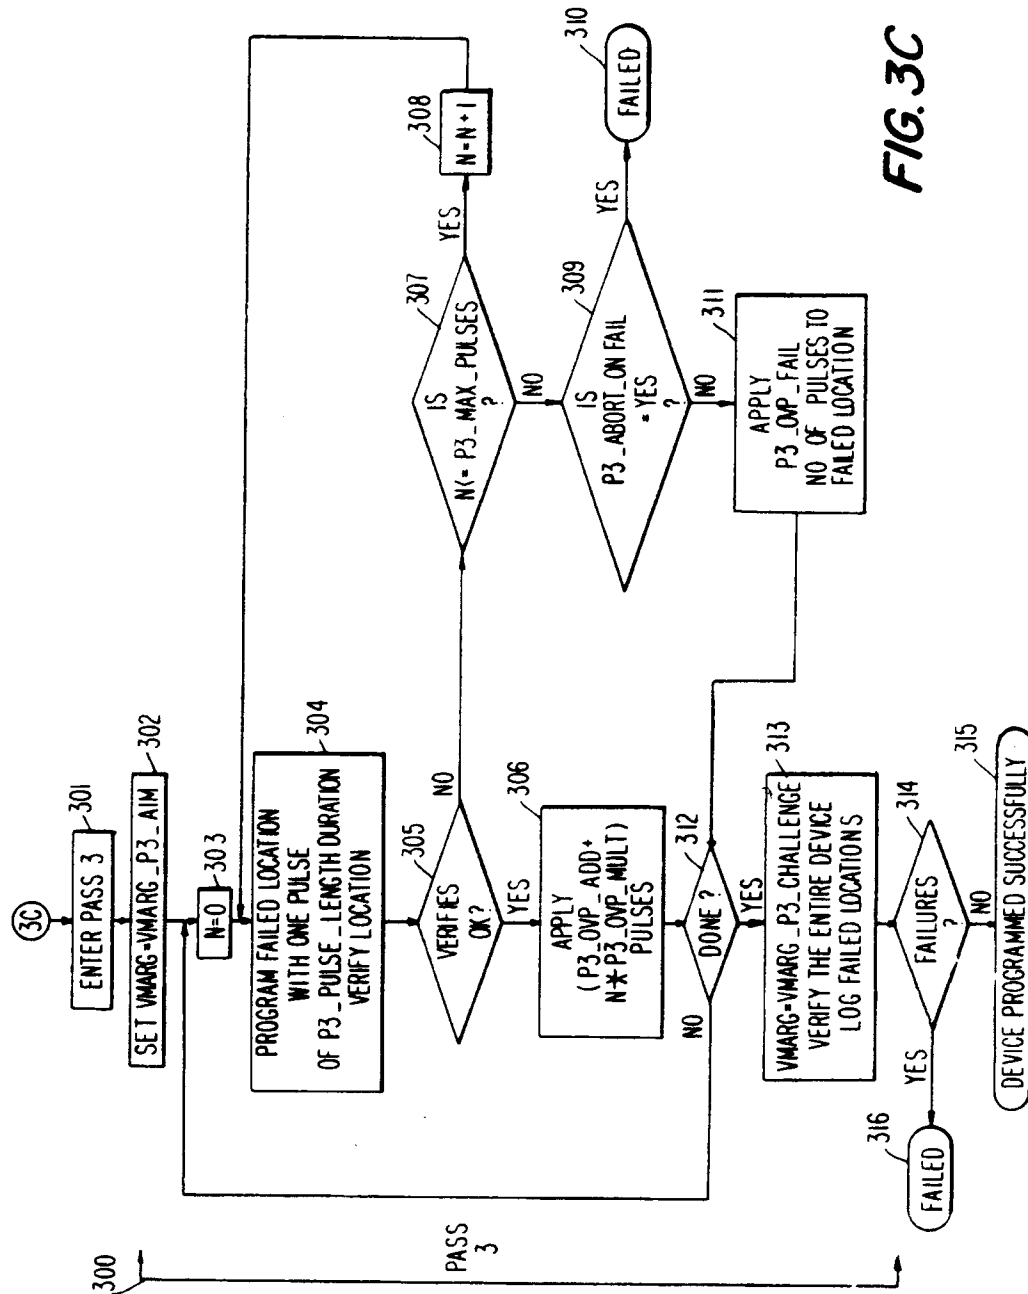 3C
301
ENTER PASS 3
302
SET VMARG=VMARG_P3_AIM
303
N=0
304
PROGRAM FAILED LOCATION
WITH ONE PULSE
OF P3_PULSE_LENGTH DURATION
VERIFY LOCATION
305
VERIFIES
OK?
NO
YES
306
APPLY
(P3_OVP_ADD+
N*P3_OVP_MULT)
PULSES
307
IS
N<= P3_MAX_PULSES
?
YES
NO
308
N=N+1
309
IS
P3_ABORT_ON FAIL
= YES
?
YES
NO
310
FAILED
311
APPLY
P3_OVP_FAIL
NO OF PULSES TO
FAILED LOCATION
312
DONE?
NO
YES
313
VMARG=VMARG_P3_CHALLENGE
VERIFY THE ENTIRE DEVICE
LOG FAILED LOCATIONS
314
FAILURES
?
YES
NO
315
DEVICE PROGRAMMED SUCCESSFULLY
316
FAILED
300
PASS
3
FIG. 3C